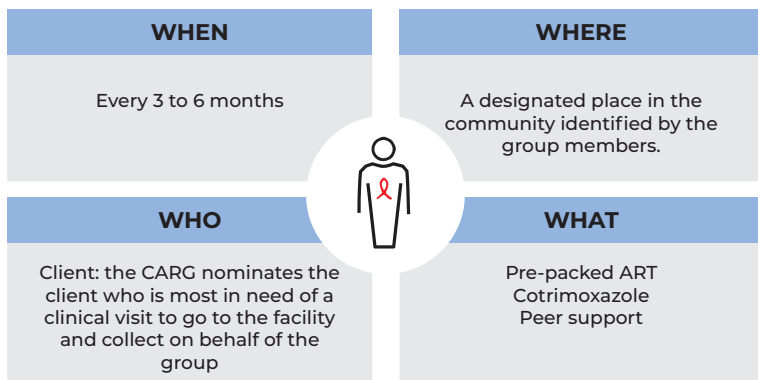 WHEN
Every 3 to 6 months
WHERE
A designated place in the
community identified by the
group members.
WHO
Client: the CARG nominates the
client who is most in need of a
clinical visit to go to the facility
and collect on behalf of the
group
WHAT
Pre-packed ART
Cotrimoxazole
Peer support